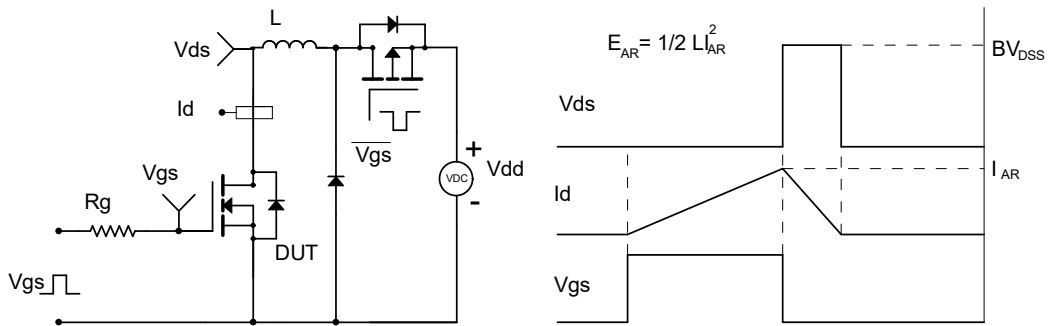 L
Vds
Id
Vgs
Vgs
Rg
DUT
Vgs
+
VDC
Vdd
-
E_AR = 1/2 LI_AR^2
BV_DSS
Vds
I_AR
Id
Vgs